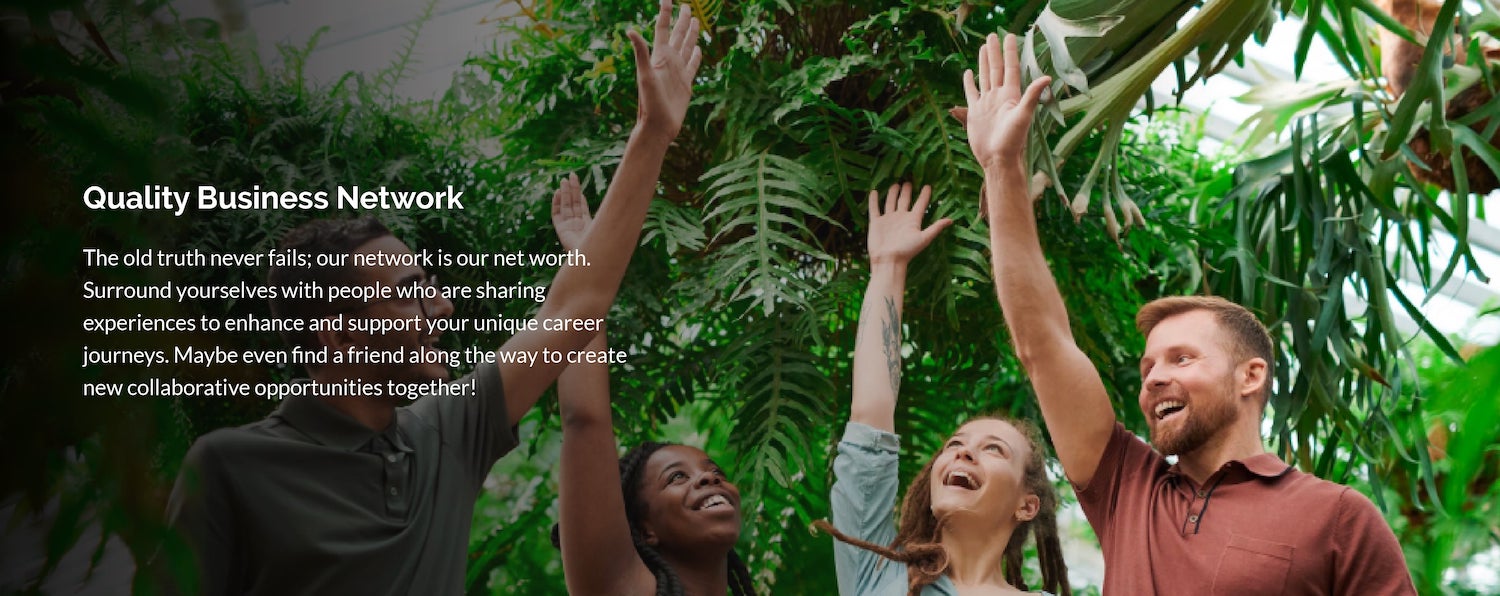 Quality Business Network
The old truth never fails; our network is our net worth.
Surround yourselves with people who are sharing
experiences to enhance and support your unique career
journeys. Maybe even find a friend along the way to create
new collaborative opportunities together!